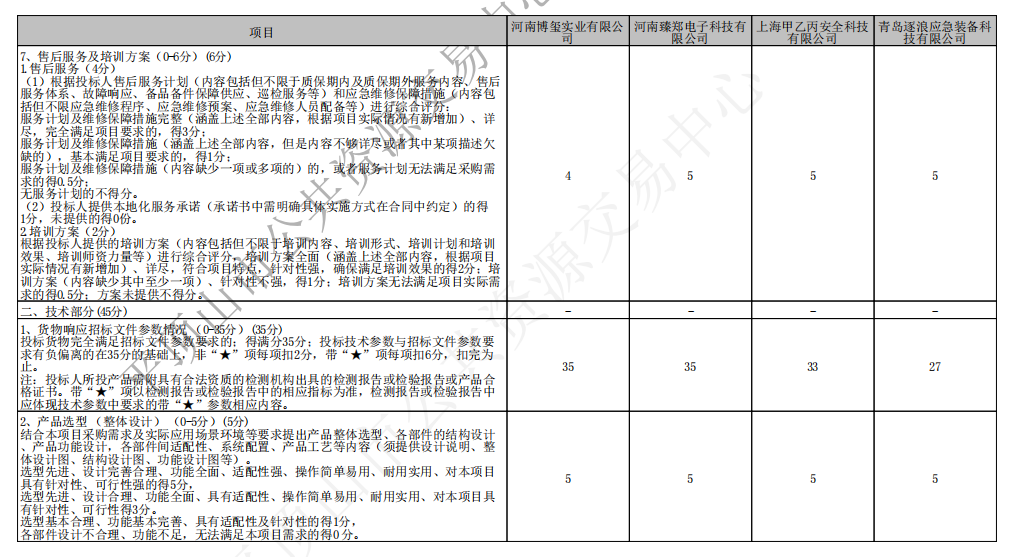 项目
河南博玺实业有限公
司
河南臻郑电子科技有
限公司
上海甲乙丙安全科技
有限公司
青岛逐浪应急装备科
技有限公司
7、售后服务及培训方案（0-6分）(6分)
1.售后服务（4分）
（1）根据投标人售后服务计划（内容包括但不限于质保期内及质保期外服务内容、售后
服务体系、故障响应、备品备件保障供应、巡检服务等）和应急维修保障措施（内容包
括但不限应急维修程序、应急维修预案、应急维修人员配备等）进行综合评分；
服务计划及维修保障措施完整（涵盖上述全部内容，根据项目实际情况有新增加）、详
尽，完全满足项目要求的，得3分；
服务计划及维修保障措施（涵盖上述全部内容，但是内容不够详尽或者其中某项描述欠
缺的），基本满足项目要求的，得1分；
服务计划及维修保障措施（内容缺少一项或多项的）的，或者服务计划无法满足采购需
求的得0.5分；
无服务计划的不得分。
（2）投标人提供本地化服务承诺（承诺书中需明确具体实施方式在合同中约定）的得
1分，未提供的得0份。
2.培训方案（2分）
根据投标人提供的培训方案（内容包括但不限于培训内容、培训形式、培训计划和培训
效果、培训师资力量等）进行综合评分，培训方案全面（涵盖上述全部内容，根据项目
实际情况有新增加）、详尽，符合项目特点，针对性强，确保满足培训效果的得2分；培
训方案（内容缺少其中至少一项）、针对性不强，得1分；培训方案无法满足项目实际需
求的得0.5分；方案未提供不得分。
4
5
5
5
二、技术部分(45分)
-
-
-
-
1、货物响应招标文件参数情况（0-35分）(35分)
投标货物完全满足招标文件参数要求的；得满分35分；投标技术参数与招标文件参数要
求有负偏离的在35分的基础上，非“★”项每项扣2分，带“★”项每项扣6分，扣完为
止。
注：投标人所投产品需附具有合法资质的检测机构出具的检测报告或检验报告或产品合
格证书。带“★”项以检测报告或检验报告中的相应指标为准，检测报告或检验报告中
应体现技术参数中要求的带“★”参数相应内容。
35
35
33
27
2、产品选型（整体设计）（0-5分）(5分)
结合本项目采购需求及实际应用场景环境等要求提出产品整体选型、各部件的结构设计
、产品功能设计，各部件间适配性、系统配置、产品工艺等内容（须提供设计说明、整
体设计图、结构设计图、功能设计图等）。
选型先进、设计完善合理、功能全面、适配性强、操作简单易用、耐用实用、对本项目
具有针对性、可行性强的得5分，
选型先进、设计合理、功能全面、具有适配性、操作简单易用、耐用实用、对本项目具
有针对性、可行性得3分。
选型基本合理、功能基本完善、具有适配性及针对性的得1分，
各部件设计不合理、功能不足，无法满足本项目需求的得0分。
5
5
5
5
平顶山市公共资源交易中心